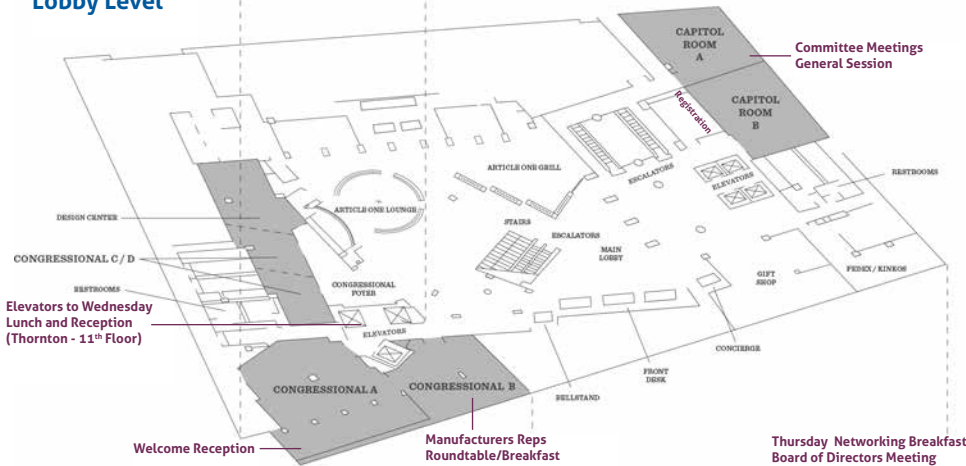 Lobby Level
CAPITOL
ROOM
A
Committee Meetings
General Session
CAPITOL
ROOM
B
Registration
ARTICLE ONE GRILL
ESCALATORS
ELEVATORS
RESTROOMS
DESIGN CENTER
ARTICLE ONE LOUNGE
STAIRS
ESCALATORS
MAIN
LOBBY
CONGRESSIONAL C / D
CONGRESSIONAL
FOYER
GIFT
SHOP
FEDEX / KINKOS
RESTROOMS
Elevators to Wednesday
Lunch and Reception
(Thornton - 11th Floor)
ELEVATORS
CONCIERGE
FRONT
DESK
BELLSTAND
CONGRESSIONAL A
CONGRESSIONAL B
Welcome Reception
Manufacturers Reps
Roundtable/Breakfast
Thursday Networking Breakfast
Board of Directors Meeting